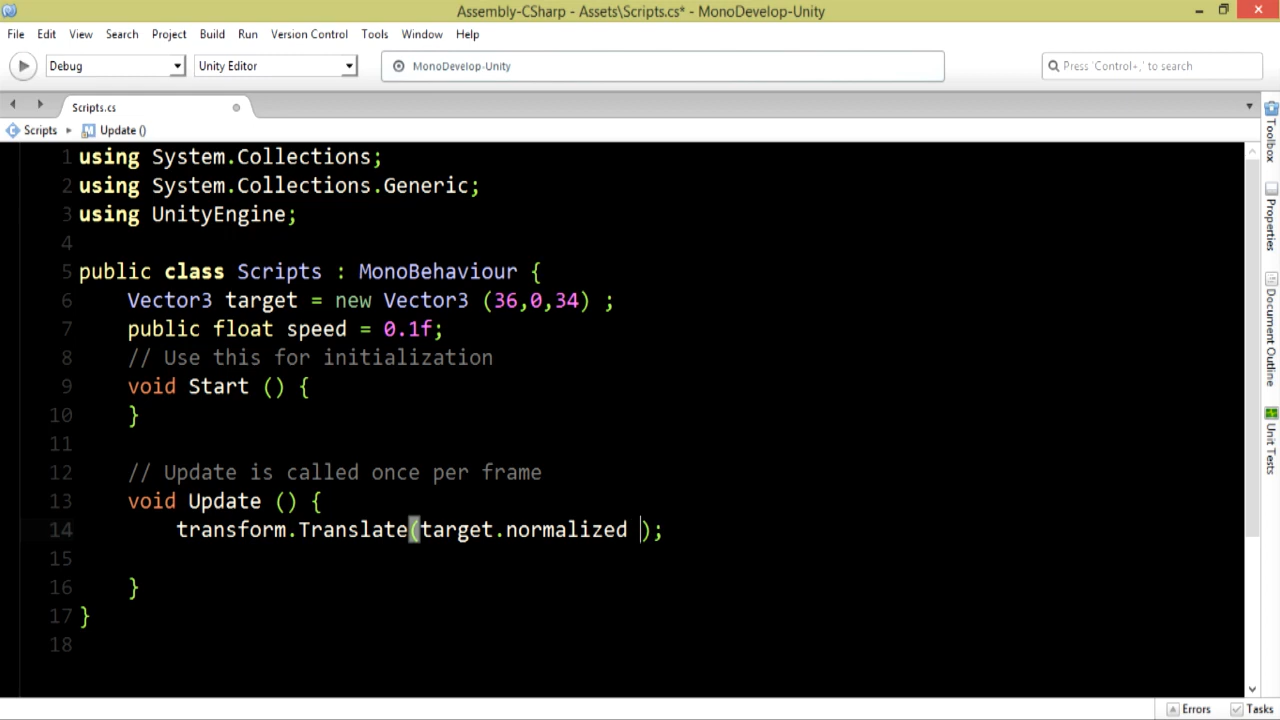 Assembly-CSharp - Assets\Scripts.cs* - MonoDevelop-Unity
File Edit View Search Project Build Run Version Control Tools Window Help
Debug Unity Editor MonoDevelop-Unity Press 'Control+,' to search
Scripts.cs
Scripts Update ()
1 using System.Collections;
2 using System.Collections.Generic;
3 using UnityEngine;
4
5 public class Scripts : MonoBehaviour {
6 Vector3 target = new Vector3 (36,0,34) ;
7 public float speed = 0.1f;
8 // Use this for initialization
9 void Start () {
10 }
11
12 // Update is called once per frame
13 void Update () {
14 transform.Translate(target.normalized );
15
16 }
17 }
18
Toolbox
Properties
Document Outline
Unit Tests
Errors Tasks